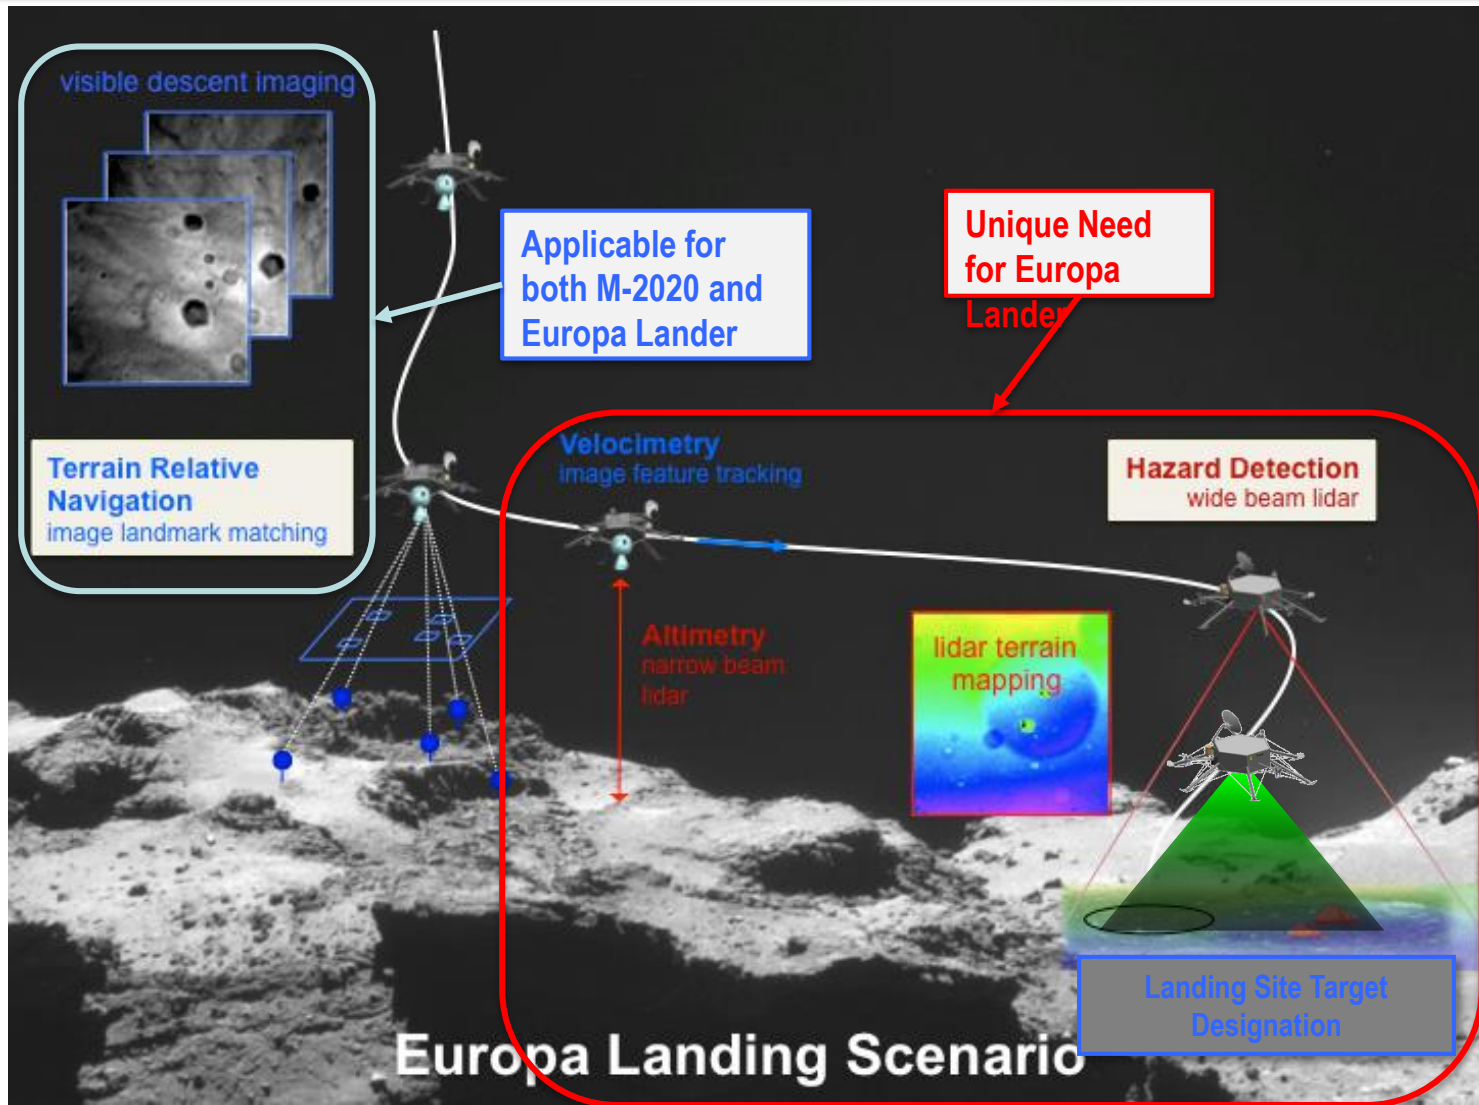 visible descent imaging
Applicable for
both M-2020 and
Europa Lander
Unique Need
for Europa
Lander
Terrain Relative
Navigation
image landmark matching
Velocimetry
image feature tracking
Hazard Detection
wide beam lidar
Altimetry
narrow beam
lidar
lidar terrain
mapping
Landing Site Target
Designation
Europa Landing Scenario